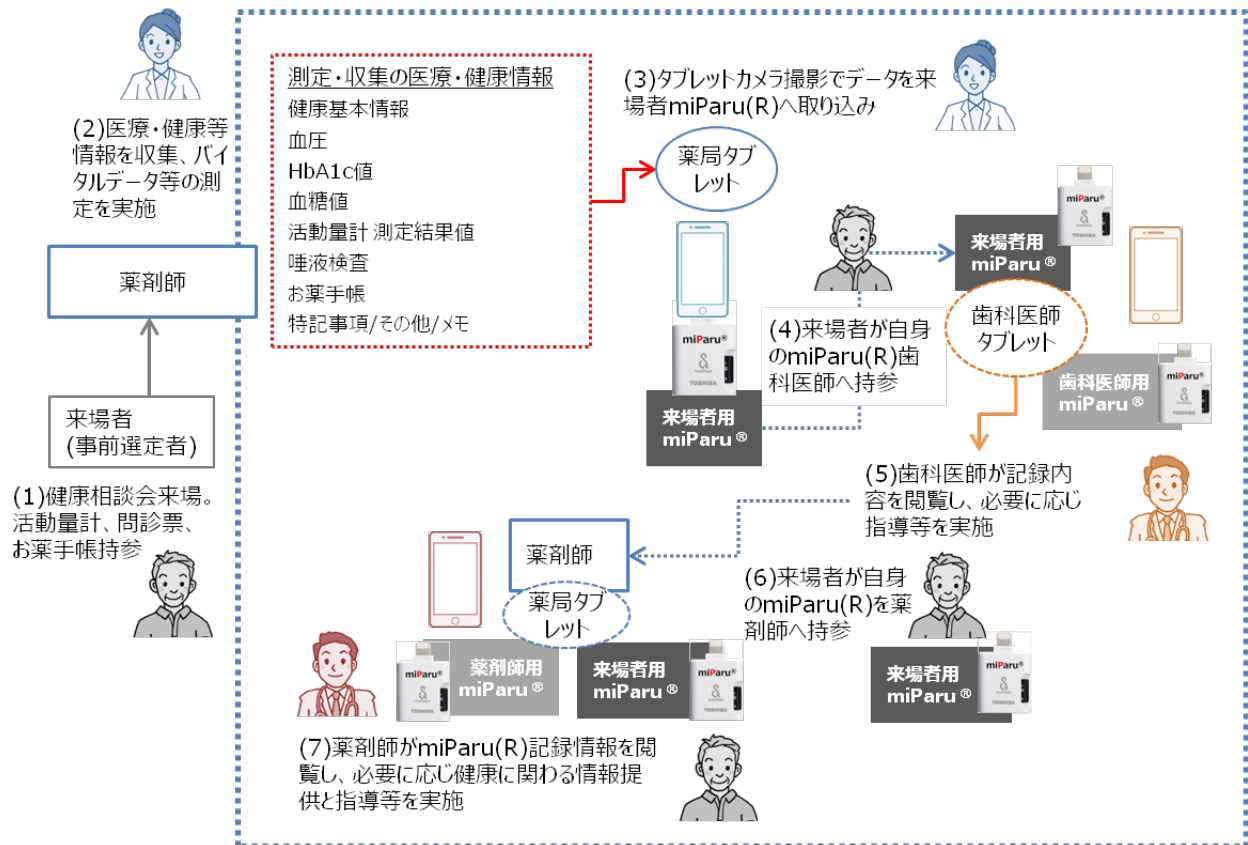 (2)医療・健康等
情報を収集、バイ
タルデータ等の測
定を実施
薬剤師
来場者
(事前選定者)
(1)健康相談会来場。
活動量計、問診票、
お薬手帳持参
測定・収集の医療・健康情報
健康基本情報
血圧
HbA1c値
血糖値
活動量計 測定結果値
唾液検査
お薬手帳
特記事項/その他/メモ
(3)タブレットカメラ撮影でデータを来
場者miParu(R)へ取り込み
薬局タブ
レット
miParu®
&
TOSHIBA
来場者用
miParu®
(4)来場者が自身
のmiParu(R)歯
科医師へ持参
来場者用
miParu®
miParu®
&
TOSHIBA
歯科医師
タブレット
歯科医師用
miParu®
miParu®
&
TOSHIBA
(5)歯科医師が記録内
容を閲覧し、必要に応じ
指導等を実施
(6)来場者が自身
のmiParu(R)を薬
剤師へ持参
来場者用
miParu®
miParu®
&
TOSHIBA
薬剤師
薬局タブ
レット
miParu®
&
TOSHIBA
薬剤師用
miParu®
来場者用
miParu®
miParu®
&
TOSHIBA
(7)薬剤師がmiParu(R)記録情報を閲
覧し、必要に応じ健康に関わる情報提
供と指導等を実施